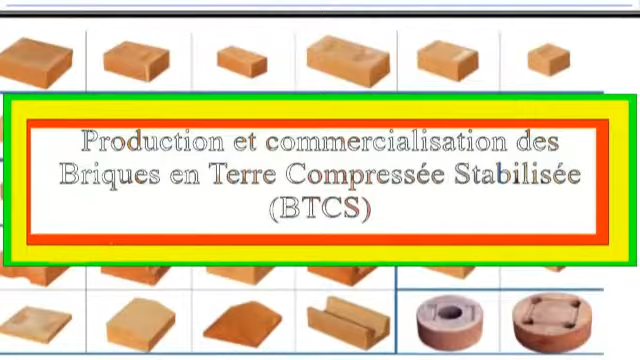 Production et commercialisation des
Briques en Terre Compressée Stabilisée
(BTCS)